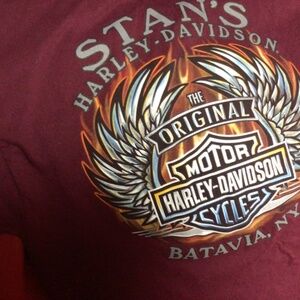 STAN'S
HARLEY-DAVIDSON
THE
ORIGINAL
MOTOR
HARLEY-DAVIDSON
CYCLES
BATAVIA, NY